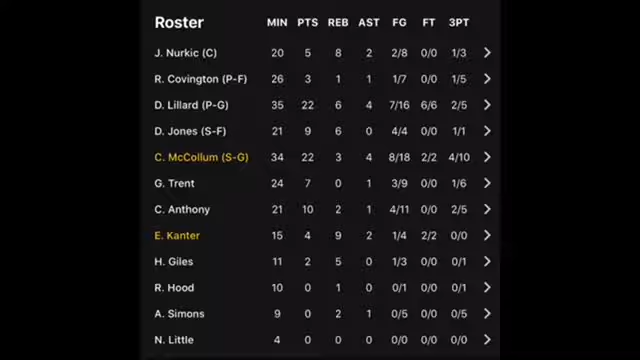 Roster MIN PTS REB AST FG FT 3PT
J. Nurkic (C) 20 5 8 2 2/8 0/0 1/3
R. Covington (P-F) 26 3 1 1 1/7 0/0 1/5
D. Lillard (P-G) 35 22 6 4 7/16 6/6 2/5
D. Jones (S-F) 21 9 6 0 4/4 0/0 1/1
C. McCollum (S-G) 34 22 3 4 8/18 2/2 4/10
G. Trent 24 7 0 1 3/9 0/0 1/6
C. Anthony 21 10 2 1 4/11 0/0 2/5
E. Kanter 15 4 9 2 1/4 2/2 0/0
H. Giles 11 2 5 0 1/3 0/0 0/1
R. Hood 10 0 1 0 0/1 0/0 0/1
A. Simons 9 0 2 1 0/5 0/0 0/5
N. Little 4 0 0 0 0/0 0/0 0/0